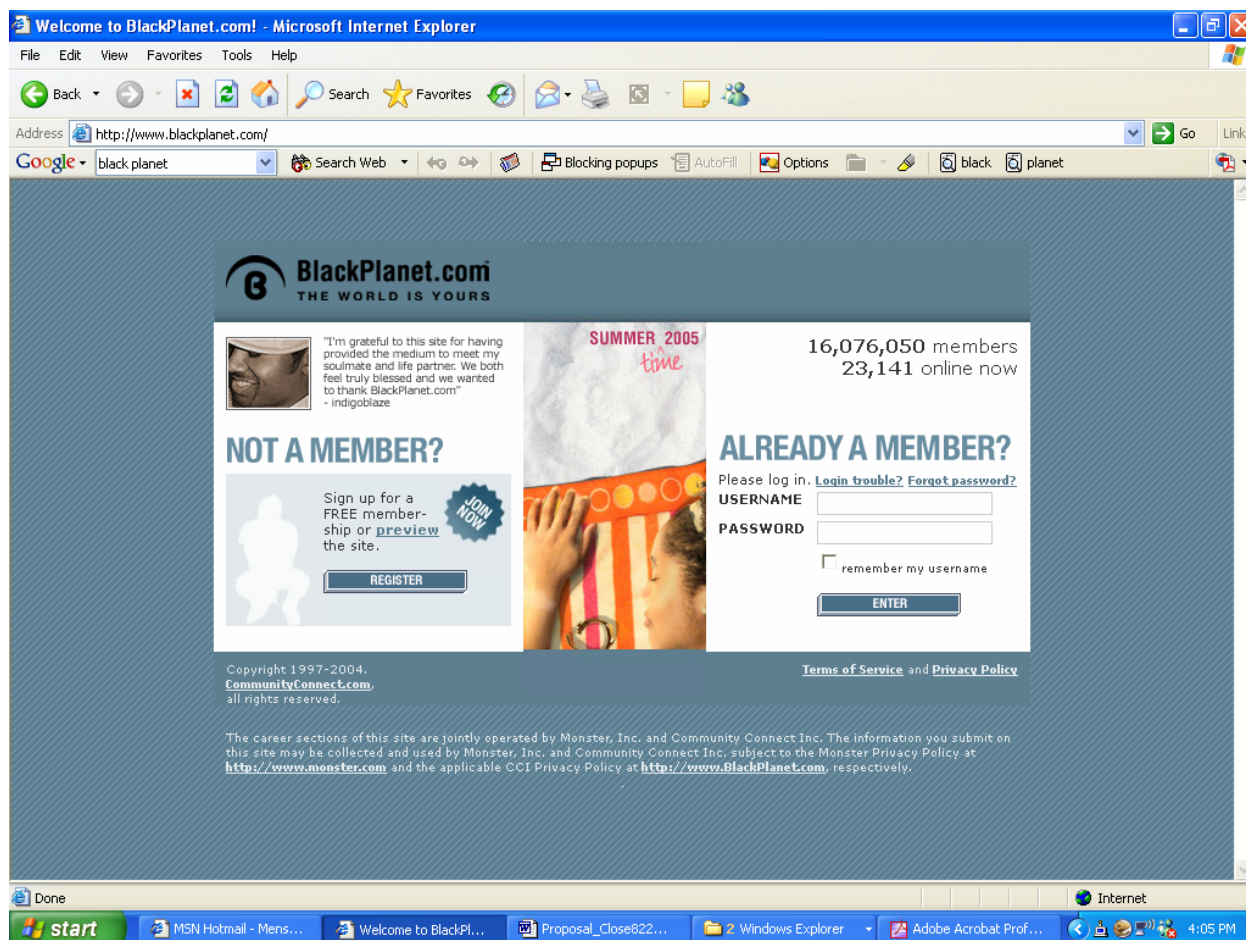 Welcome to BlackPlanet.com! - Microsoft Internet Explorer
File Edit View Favorites Tools Help
Back Search Favorites
Address http://www.blackplanet.com/ Go Link
Google black planet Search Web Blocking popups AutoFill Options black planet
BlackPlanet.com
THE WORLD IS YOURS
"I'm grateful to this site for having
provided the medium to meet my
soulmate and life partner. We both
feel truly blessed and we wanted
to thank BlackPlanet.com"
- indigoblaze
NOT A MEMBER?
Sign up for a
FREE member-
ship or preview
the site.
JOIN
NOW
REGISTER
SUMMER 2005
time
16,076,050 members
23,141 online now
ALREADY A MEMBER?
Please log in. Login trouble? Forgot password?
USERNAME
PASSWORD
remember my username
ENTER
Copyright 1997-2004.
CommunityConnect.com,
all rights reserved.
Terms of Service and Privacy Policy
The career sections of this site are jointly operated by Monster, Inc. and Community Connect Inc. The information you submit on
this site may be collected and used by Monster, Inc. and Community Connect Inc. subject to the Monster Privacy Policy at
http://www.monster.com and the applicable CCI Privacy Policy at http://www.BlackPlanet.com, respectively.
.
Done Internet
start MSN Hotmail - Mens... Welcome to BlackPl... Proposal_Close822... 2 Windows Explorer Adobe Acrobat Prof... 4:05 PM